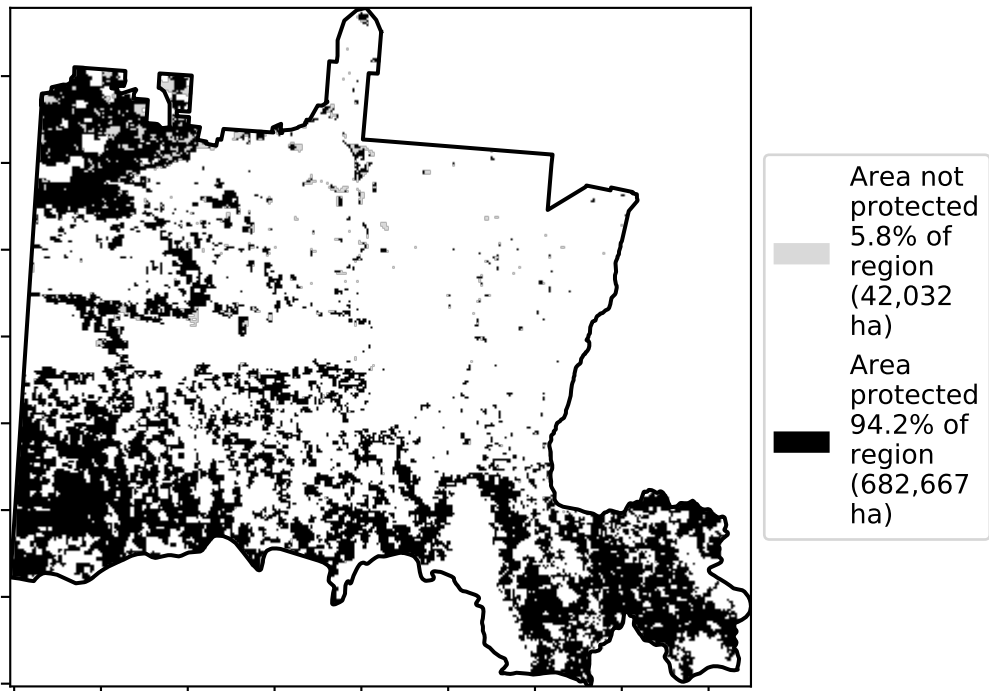 Area not
protected
5.8% of
region
(42,032
ha)
Area
protected
94.2% of
region
(682,667
ha)